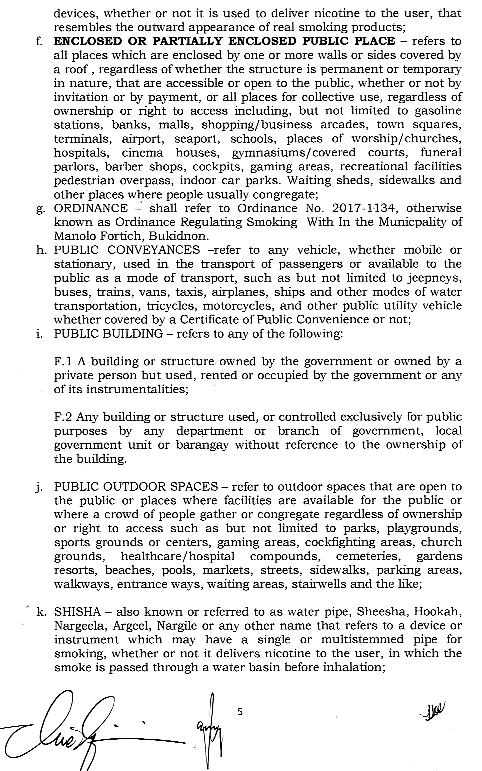 devices, whether or not it is used to deliver nicotine to the user, that
resembles the outward appearance of real smoking products;
f. ENCLOSED OR PARTIALLY ENCLOSED PUBLIC PLACE – refers to
all places which are enclosed by one or more walls or sides covered by
a roof , regardless of whether the structure is permanent or temporary
in nature, that are accessible or open to the public, whether or not by
invitation or by payment, or all places for collective use, regardless of
ownership or right to access including, but not limited to gasoline
stations, banks, malls, shopping/business arcades, town squares,
terminals, airport, seaport, schools, places of worship/churches,
hospitals, cinema houses, gymnasiums/covered courts, funeral
parlors, barber shops, cockpits, gaming areas, recreational facilities
pedestrian overpass, indoor car parks. Waiting sheds, sidewalks and
other places where people usually congregate;
g. ORDINANCE – shall refer to Ordinance No. 2017-1134, otherwise
known as Ordinance Regulating Smoking With In the Municpality of
Manolo Fortich, Bukidnon.
h. PUBLIC CONVEYANCES –refer to any vehicle, whether mobile or
stationary, used in the transport of passengers or available to the
public as a mode of transport, such as but not limited to jeepneys,
buses, trains, vans, taxis, airplanes, ships and other modes of water
transportation, tricycles, motorcycles, and other public utility vehicle
whether covered by a Certificate of Public Convenience or not;
i. PUBLIC BUILDING – refers to any of the following:
F.1 A building or structure owned by the government or owned by a
private person but used, rented or occupied by the government or any
of its instrumentalities;
F.2 Any building or structure used, or controlled exclusively for public
purposes by any department or branch of government, local
government unit or barangay without reference to the ownership of
the building.
j. PUBLIC OUTDOOR SPACES – refer to outdoor spaces that are open to
the public or places where facilities are available for the public or
where a crowd of people gather or congregate regardless of ownership
or right to access such as but not limited to parks, playgrounds,
sports grounds or centers, gaming areas, cockfighting areas, church
grounds, healthcare/hospital compounds, cemeteries, gardens
resorts, beaches, pools, markets, streets, sidewalks, parking areas,
walkways, entrance ways, waiting areas, stairwells and the like;
k. SHISHA – also known or referred to as water pipe, Sheesha, Hookah,
Nargeela, Argeel, Nargile or any other name that refers to a device or
instrument which may have a single or multistemmed pipe for
smoking, whether or not it delivers nicotine to the user, in which the
smoke is passed through a water basin before inhalation;
5